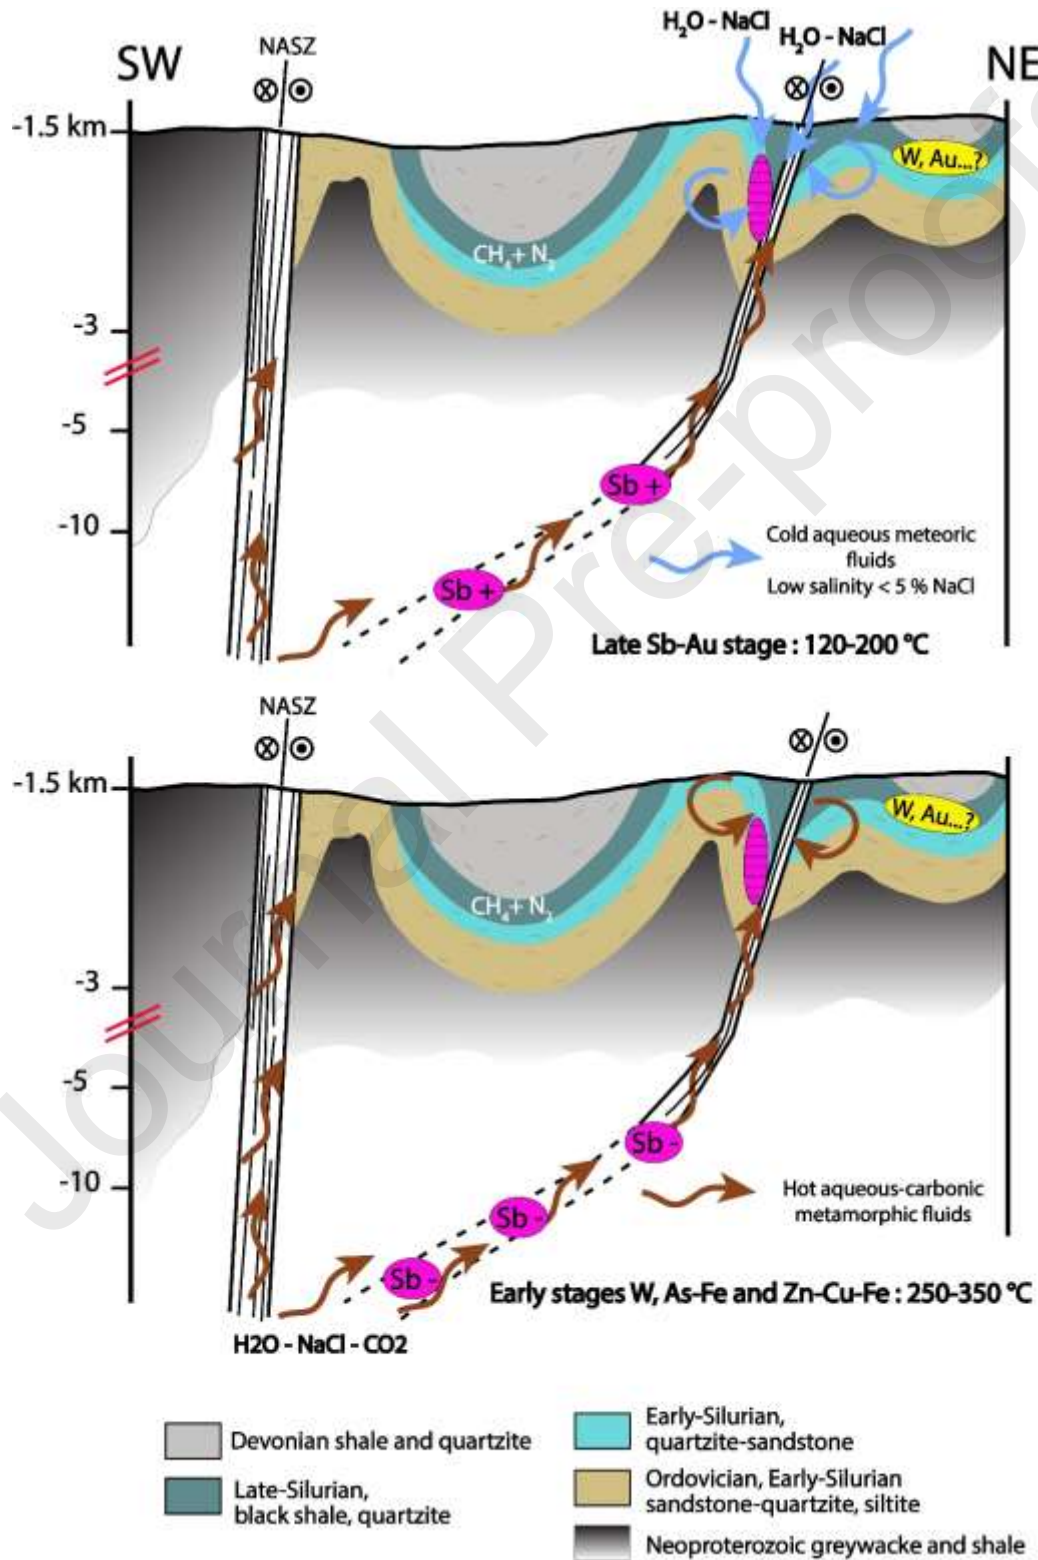 SW
NASZ
H₂O - NaCl
H₂O - NaCl
NE
-1.5 km
W, Au...?
CH₄+ N₂
-3
-5
Sb +
-10
Cold aqueous meteoric
fluids
Low salinity < 5 % NaCl
Sb +
Late Sb-Au stage : 120-200 °C
NASZ
-1.5 km
W, Au...?
CH₄+ N₂
-3
-5
Sb -
-10
Hot aqueous-carbonic
metamorphic fluids
Sb -
Sb -
Early stages W, As-Fe and Zn-Cu-Fe : 250-350 °C
H2O - NaCl - CO2
Devonian shale and quartzite
Late-Silurian,
black shale, quartzite
Early-Silurian,
quartzite-sandstone
Ordovician, Early-Silurian
sandstone-quartzite, siltite
Neoproterozoic greywacke and shale
Journal Pre-proofs